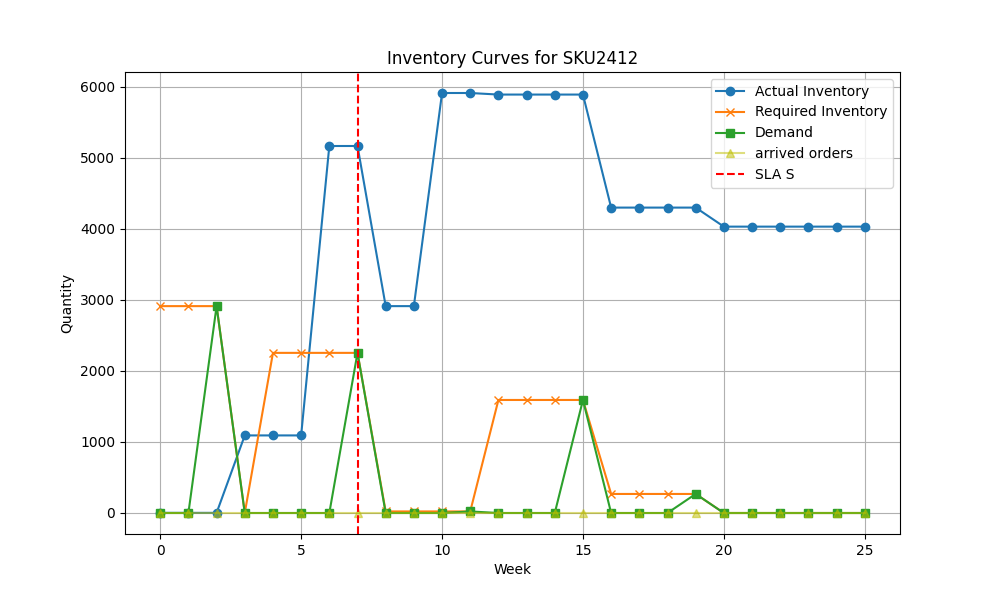 Inventory Curves for SKU2412
Actual Inventory
Required Inventory
Demand
arrived orders
SLA S
6000
5000
4000
3000
2000
1000
0
Quantity
0 5 10 15 20 25
Week